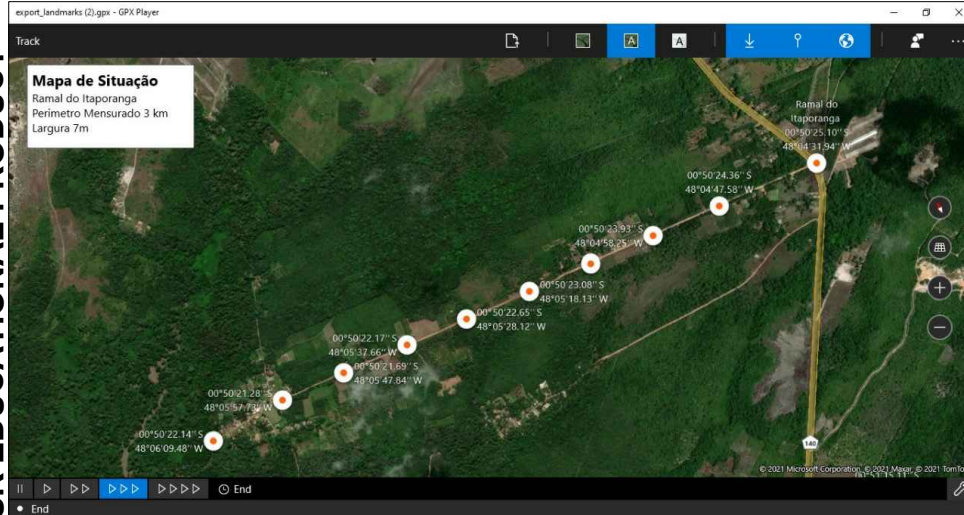 export_landmarks (2).gpx - GPX Player
Track
A
A
Mapa de Situação
Ramal do Itaporanga
Perimetro Mensurado 3 km
Largura 7m
Ramal do
Itaporanga
00°50'25.10'' S
48°04'31.94'' W
00°50'24.36'' S
48°04'47.58'' W
00°50'23.93'' S
48°04'58.25'' W
00°50'23.08'' S
48°05'18.13'' W
00°50'22.65'' S
48°05'28.12'' W
00°50'22.17'' S
48°05'37.66'' W
00°50'21.69'' S
48°05'47.84'' W
00°50'21.28'' S
48°05'57.73'' W
00°50'22.14'' S
48°06'09.48'' W
140
© 2021 Microsoft Corporation, © 2021 Maxar, © 2021 TomTo
End
End